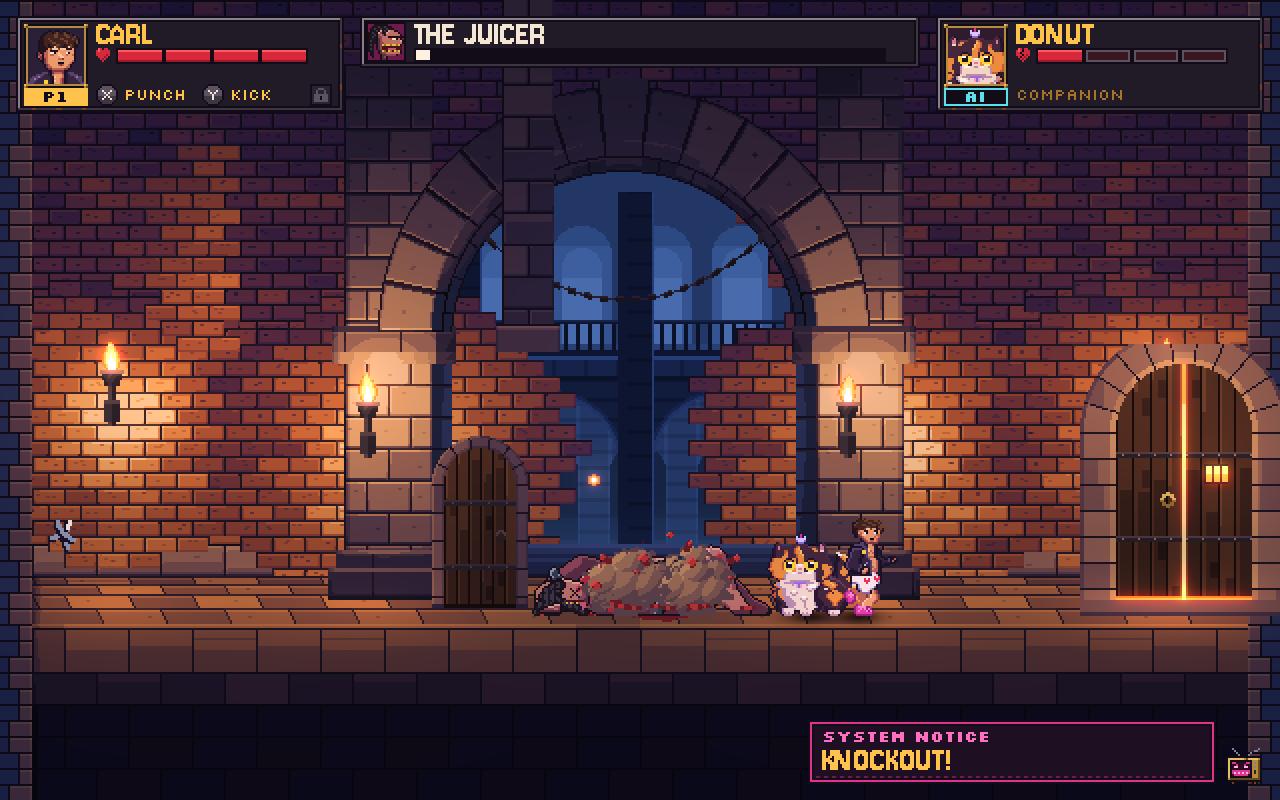 CARL
P1
X PUNCH Y KICK
THE JUICER
DONUT
AI
COMPANION
SYSTEM NOTICE
KNOCKOUT!